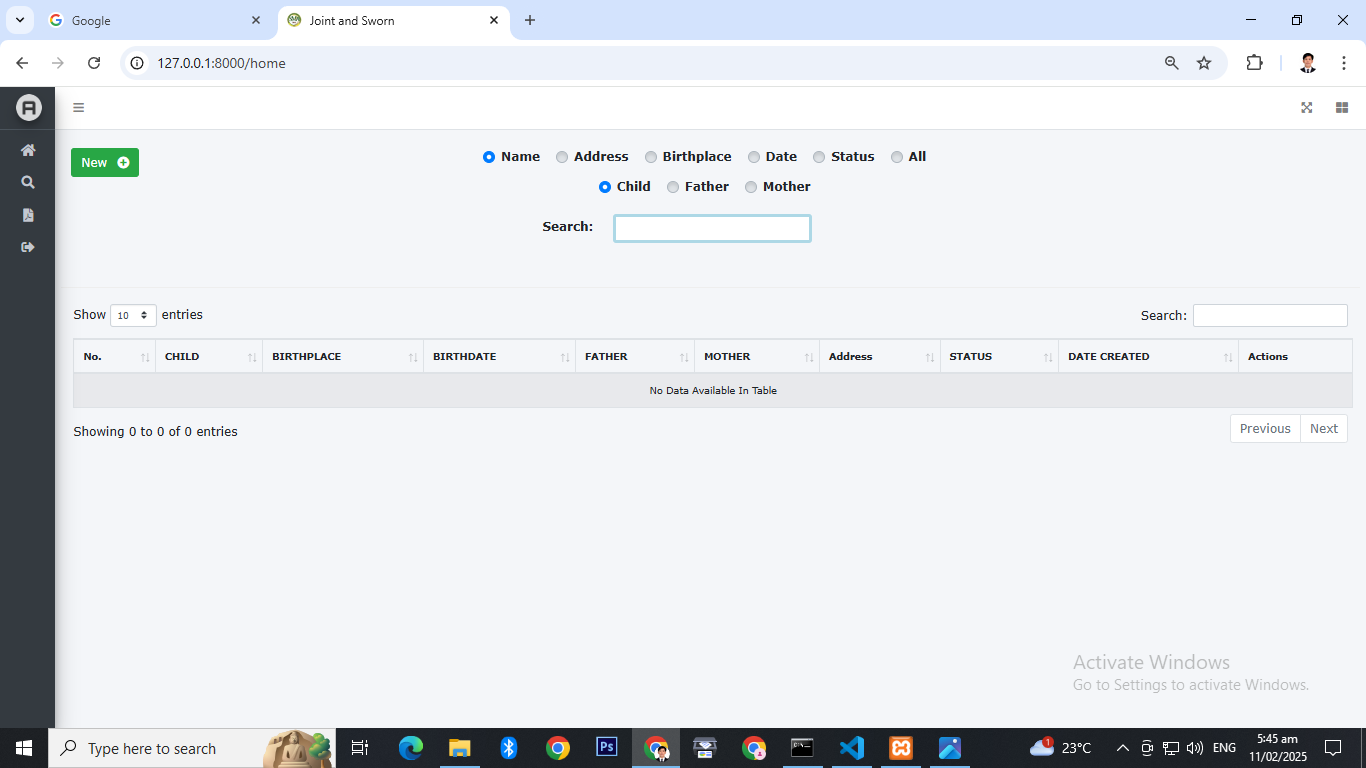 Google
Joint and Sworn
127.0.0.1:8000/home
New
Name Address Birthplace Date Status All
Child Father Mother
Search:
Show 10 entries
Search:
No. CHILD BIRTHPLACE BIRTHDATE FATHER MOTHER Address STATUS DATE CREATED Actions
No Data Available In Table
Showing 0 to 0 of 0 entries
Previous Next
Activate Windows
Go to Settings to activate Windows.
Type here to search
Ps
1
23°C
ENG
5:45 am
11/02/2025